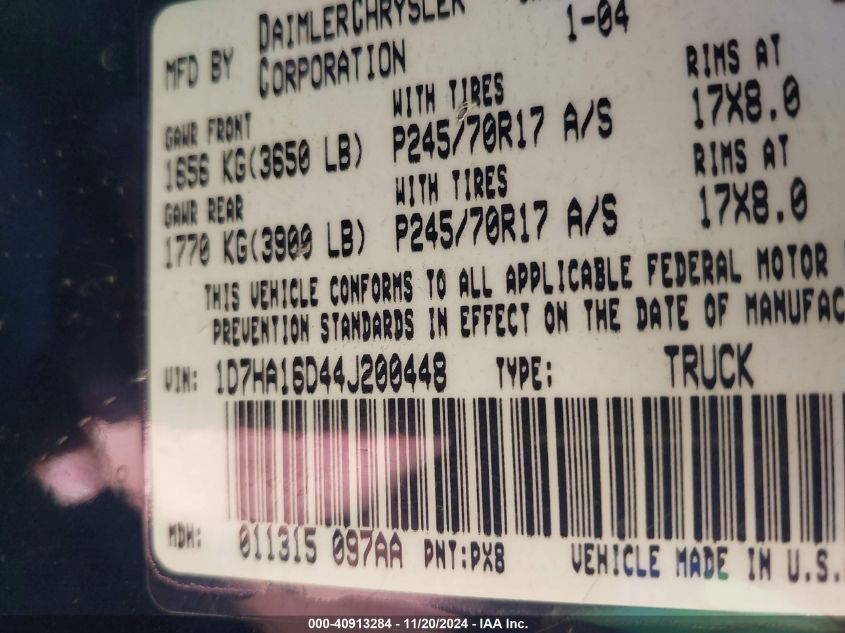 MFD BY DAIMLERCHRYSLER
CORPORATION
1-04
GAWR FRONT WITH TIRES RIMS AT
1656 KG(3650 LB) P245/70R17 A/S 17X8.0
GAWR REAR WITH TIRES RIMS AT
1770 KG(3900 LB) P245/70R17 A/S 17X8.0
THIS VEHICLE CONFORMS TO ALL APPLICABLE FEDERAL MOTOR
PREVENTION STANDARDS IN EFFECT ON THE DATE OF MANUFAC
VIN: 1D7HA16D44J200448 TYPE: TRUCK
MDH: 011315 097AA PNT:PX8 VEHICLE MADE IN U.S.
000-40913284 - 11/20/2024 - IAA Inc.